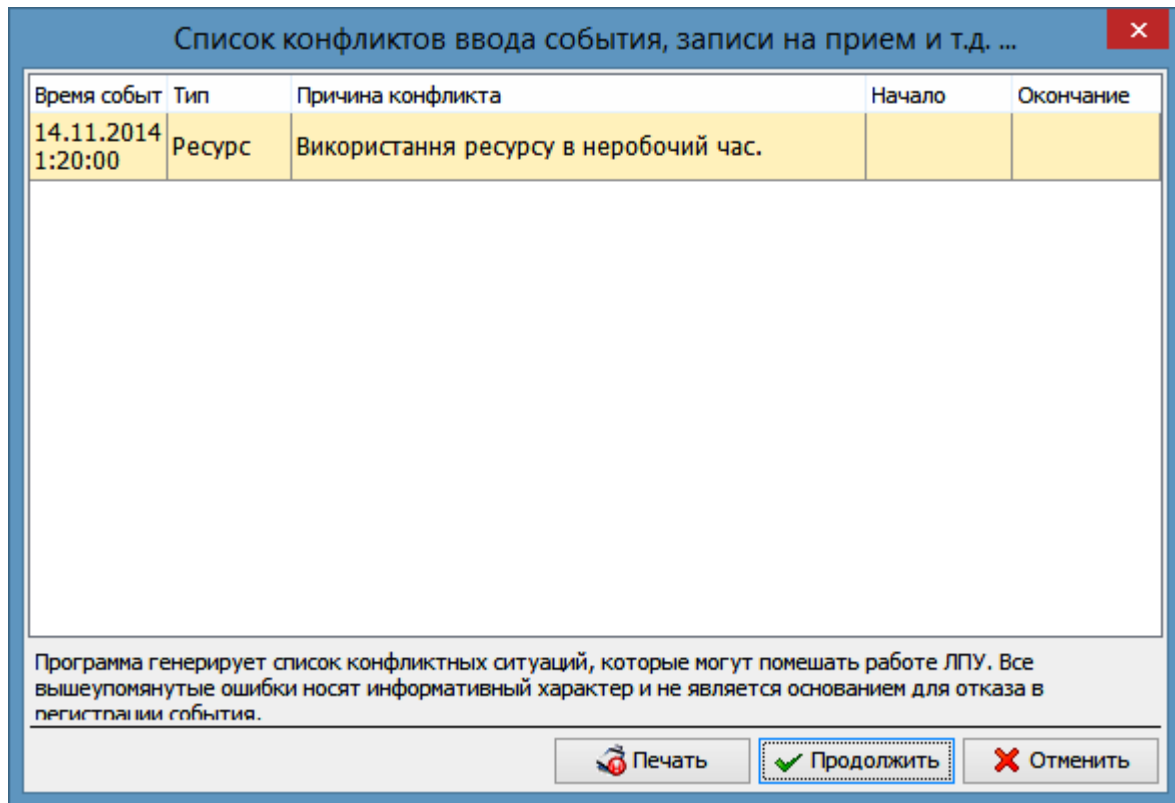 Список конфликтов ввода события, записи на прием и т.д. ...
Время событ Тип Причина конфликта Начало Окончание
14.11.2014
1:20:00 Ресурс Використання ресурсу в неробочий час.
Программа генерирует список конфликтных ситуаций, которые могут помешать работе ЛПУ. Все
вышеупомянутые ошибки носят информативный характер и не является основанием для отказа в
регистрации события.
Печать Продолжить Отменить